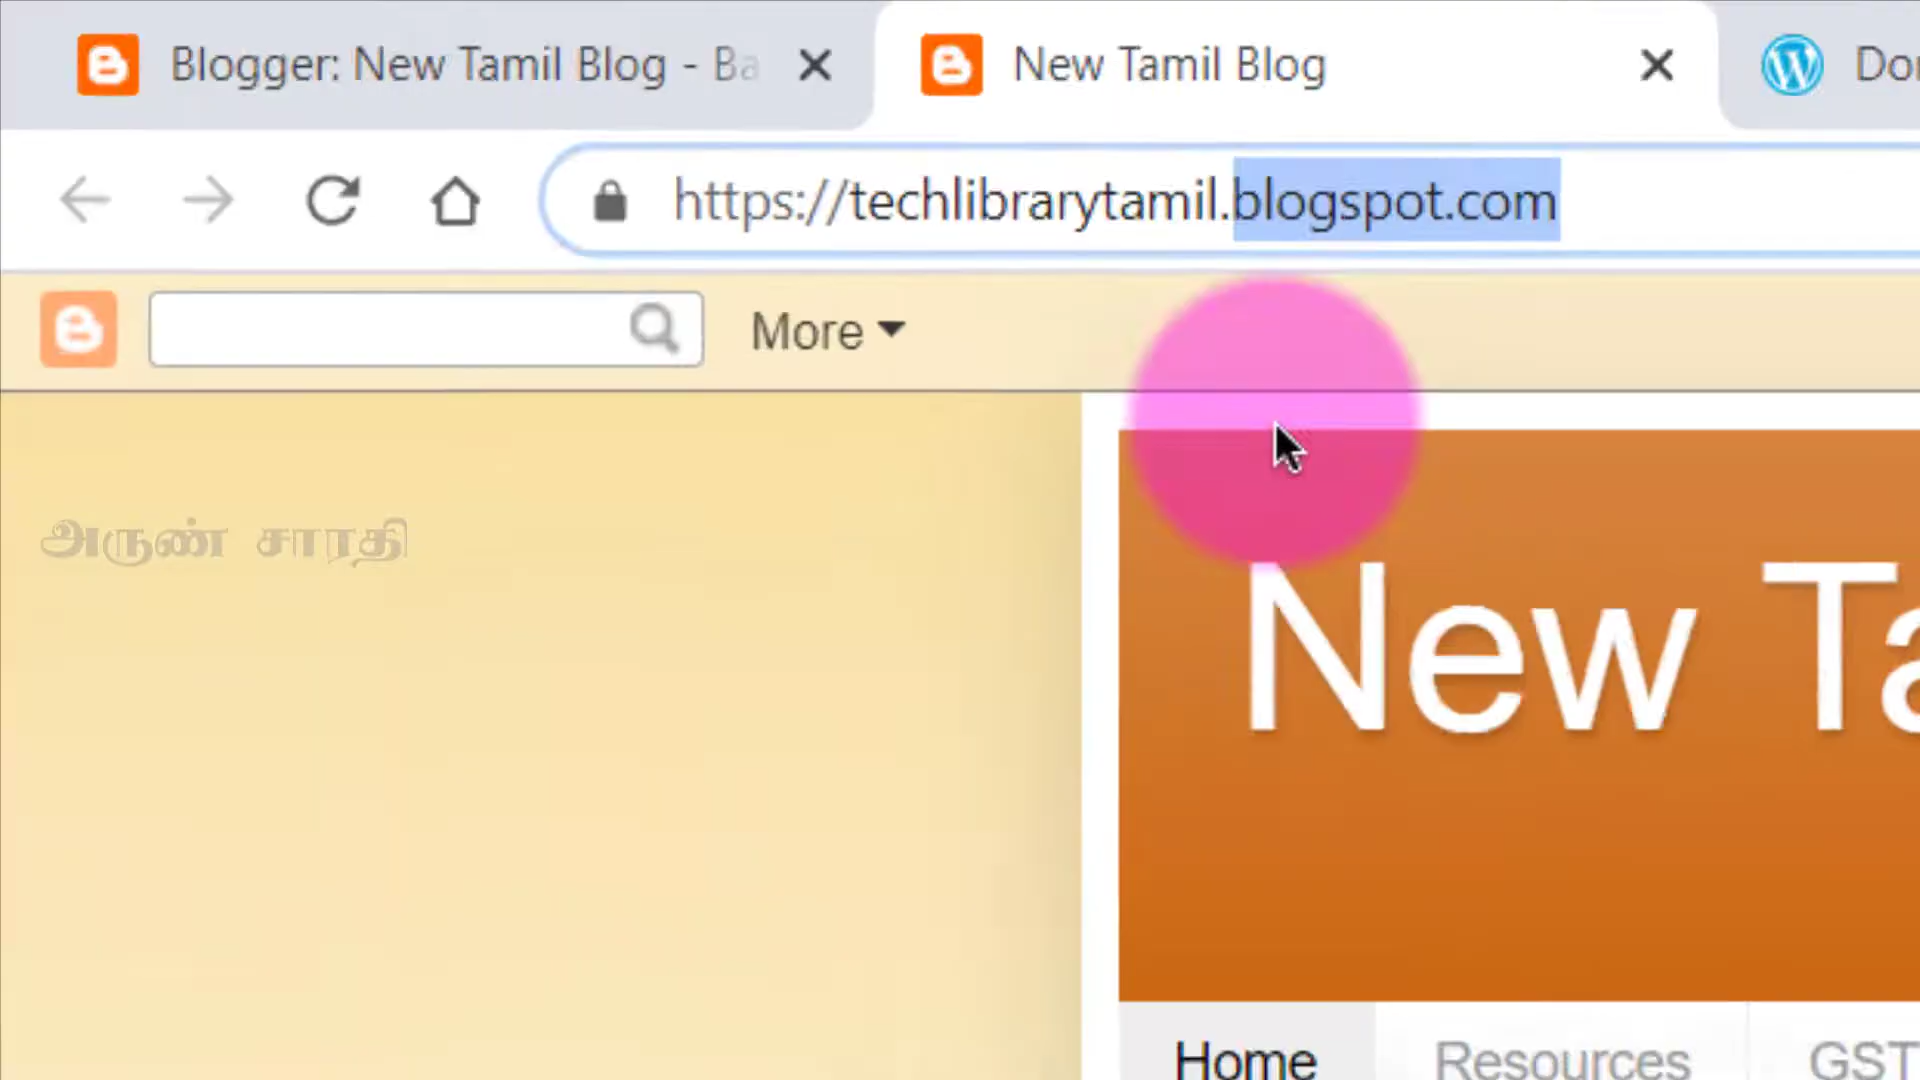 Blogger: New Tamil Blog - Ba
New Tamil Blog
Dor
https://techlibrarytamil.blogspot.com
More
அருண் சாரதி
New Ta
Home
Resources
GST